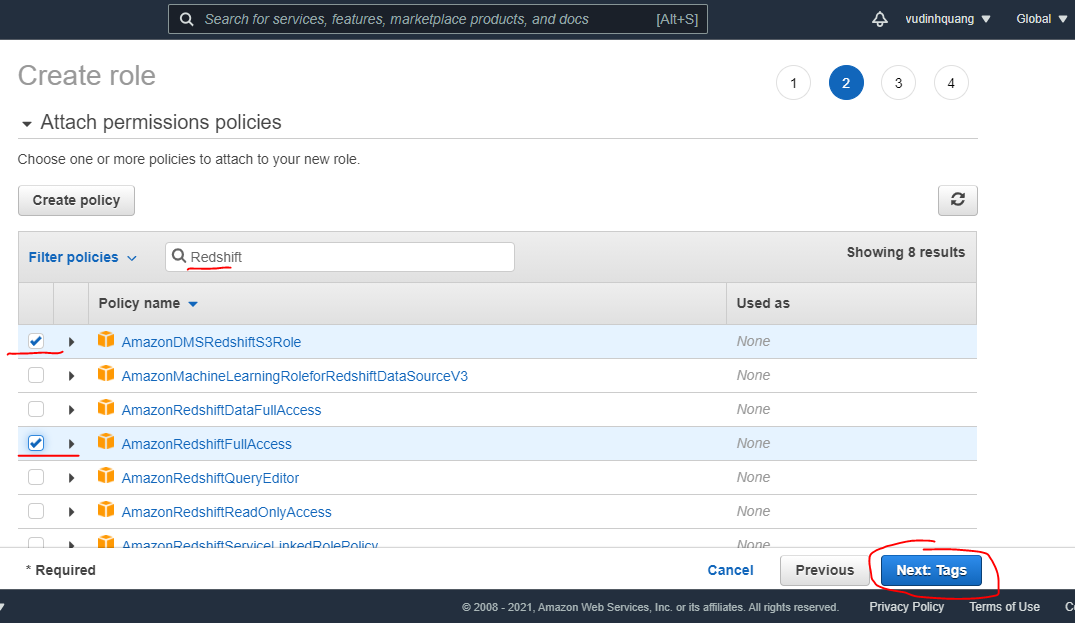 Search for services, features, marketplace products, and docs [Alt+S] vudinhquang Global
Create role 1 2 3 4
Attach permissions policies
Choose one or more policies to attach to your new role.
Create policy
Filter policies Redshift Showing 8 results
Policy name Used as
AmazonDMSRedshiftS3Role None
AmazonMachineLearningRoleforRedshiftDataSourceV3 None
AmazonRedshiftDataFullAccess None
AmazonRedshiftFullAccess None
AmazonRedshiftQueryEditor None
AmazonRedshiftReadOnlyAccess None
AmazonRedshiftServiceLinkedRolePolicy None
* Required Cancel Previous Next: Tags
© 2008 - 2021, Amazon Web Services, Inc. or its affiliates. All rights reserved. Privacy Policy Terms of Use